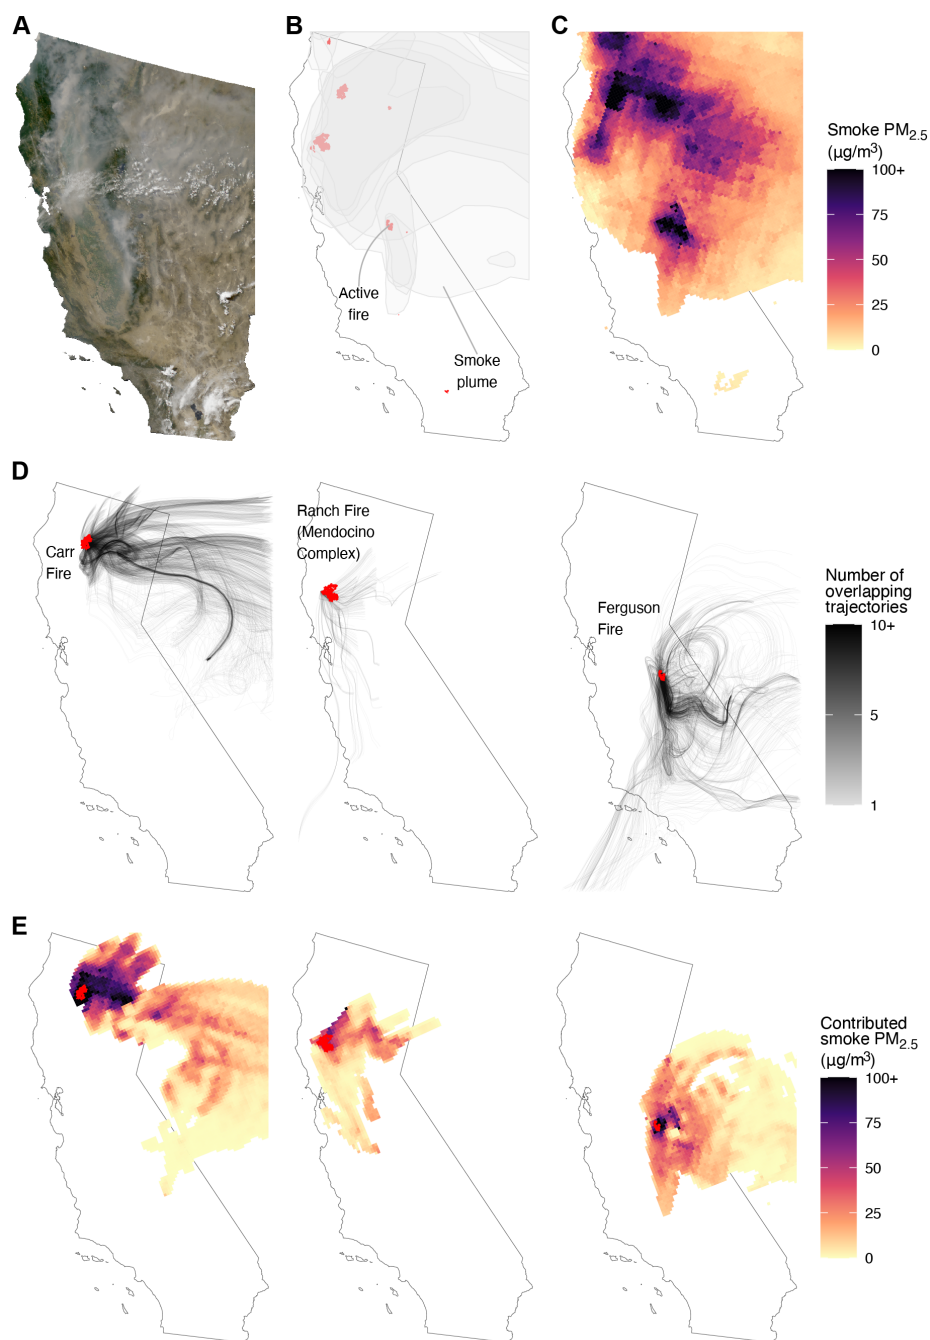 A
B
C
Active
fire
Smoke
plume
Smoke PM2.5
(µg/m³)
100+
75
50
25
0
D
Carr
Fire
Ranch Fire
(Mendocino
Complex)
Ferguson
Fire
Number of
overlapping
trajectories
10+
5
1
E
Contributed
smoke PM2.5
(µg/m³)
100+
75
50
25
0